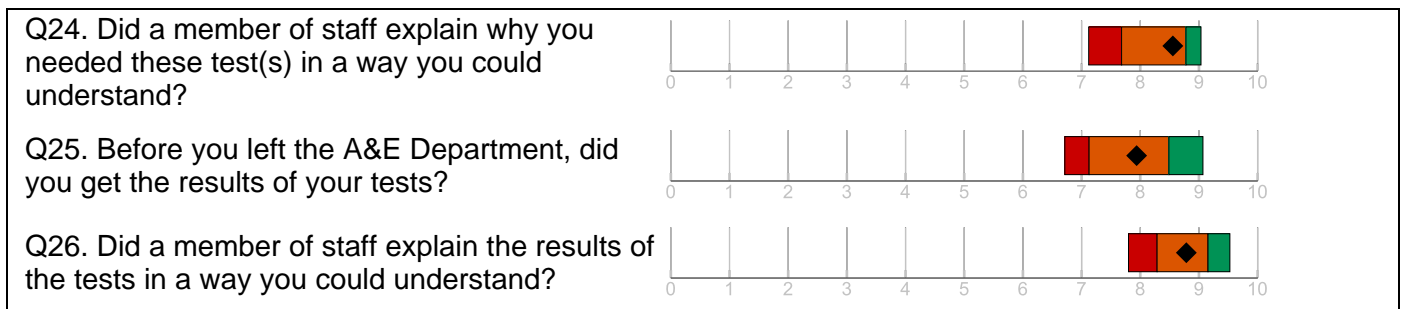 Q24. Did a member of staff explain why you
needed these test(s) in a way you could
understand?
0 1 2 3 4 5 6 7 8 9 10
Q25. Before you left the A&E Department, did
you get the results of your tests?
0 1 2 3 4 5 6 7 8 9 10
Q26. Did a member of staff explain the results of
the tests in a way you could understand?
0 1 2 3 4 5 6 7 8 9 10